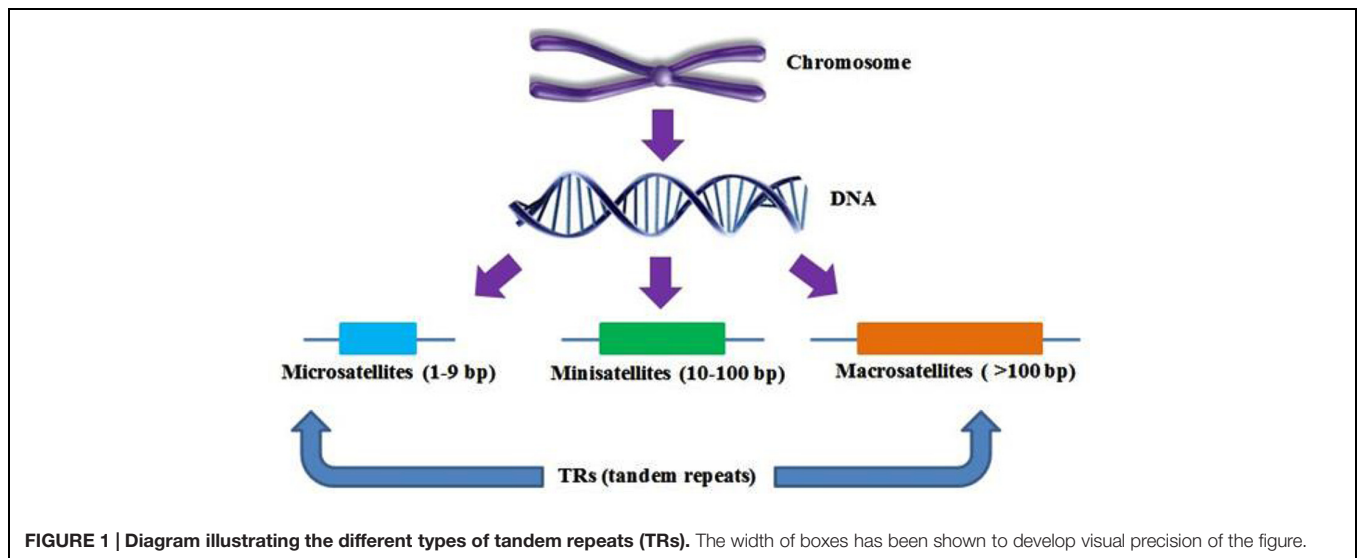 Chromosome
DNA
Microsatellites (1-9 bp)
Minisatellites (10-100 bp)
Macrosatellites ( >100 bp)
TRs (tandem repeats)
FIGURE 1 | Diagram illustrating the different types of tandem repeats (TRs). The width of boxes has been shown to develop visual precision of the figure.